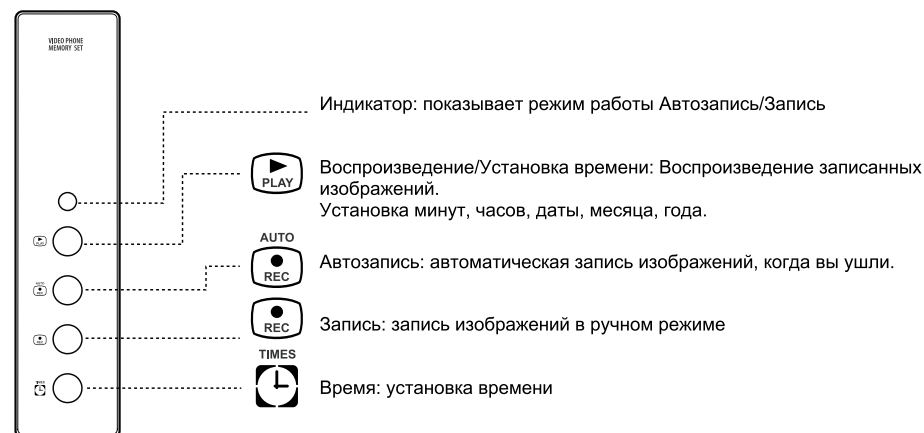 VIDEO PHONE
MEMORY SET
Индикатор: показывает режим работы Автозапись/Запись
PLAY
Воспроизведение/Установка времени: Воспроизведение записанных
изображений.
Установка минут, часов, даты, месяца, года.
AUTO
REC
Автозапись: автоматическая запись изображений, когда вы ушли.
REC
Запись: запись изображений в ручном режиме
TIMES
Время: установка времени